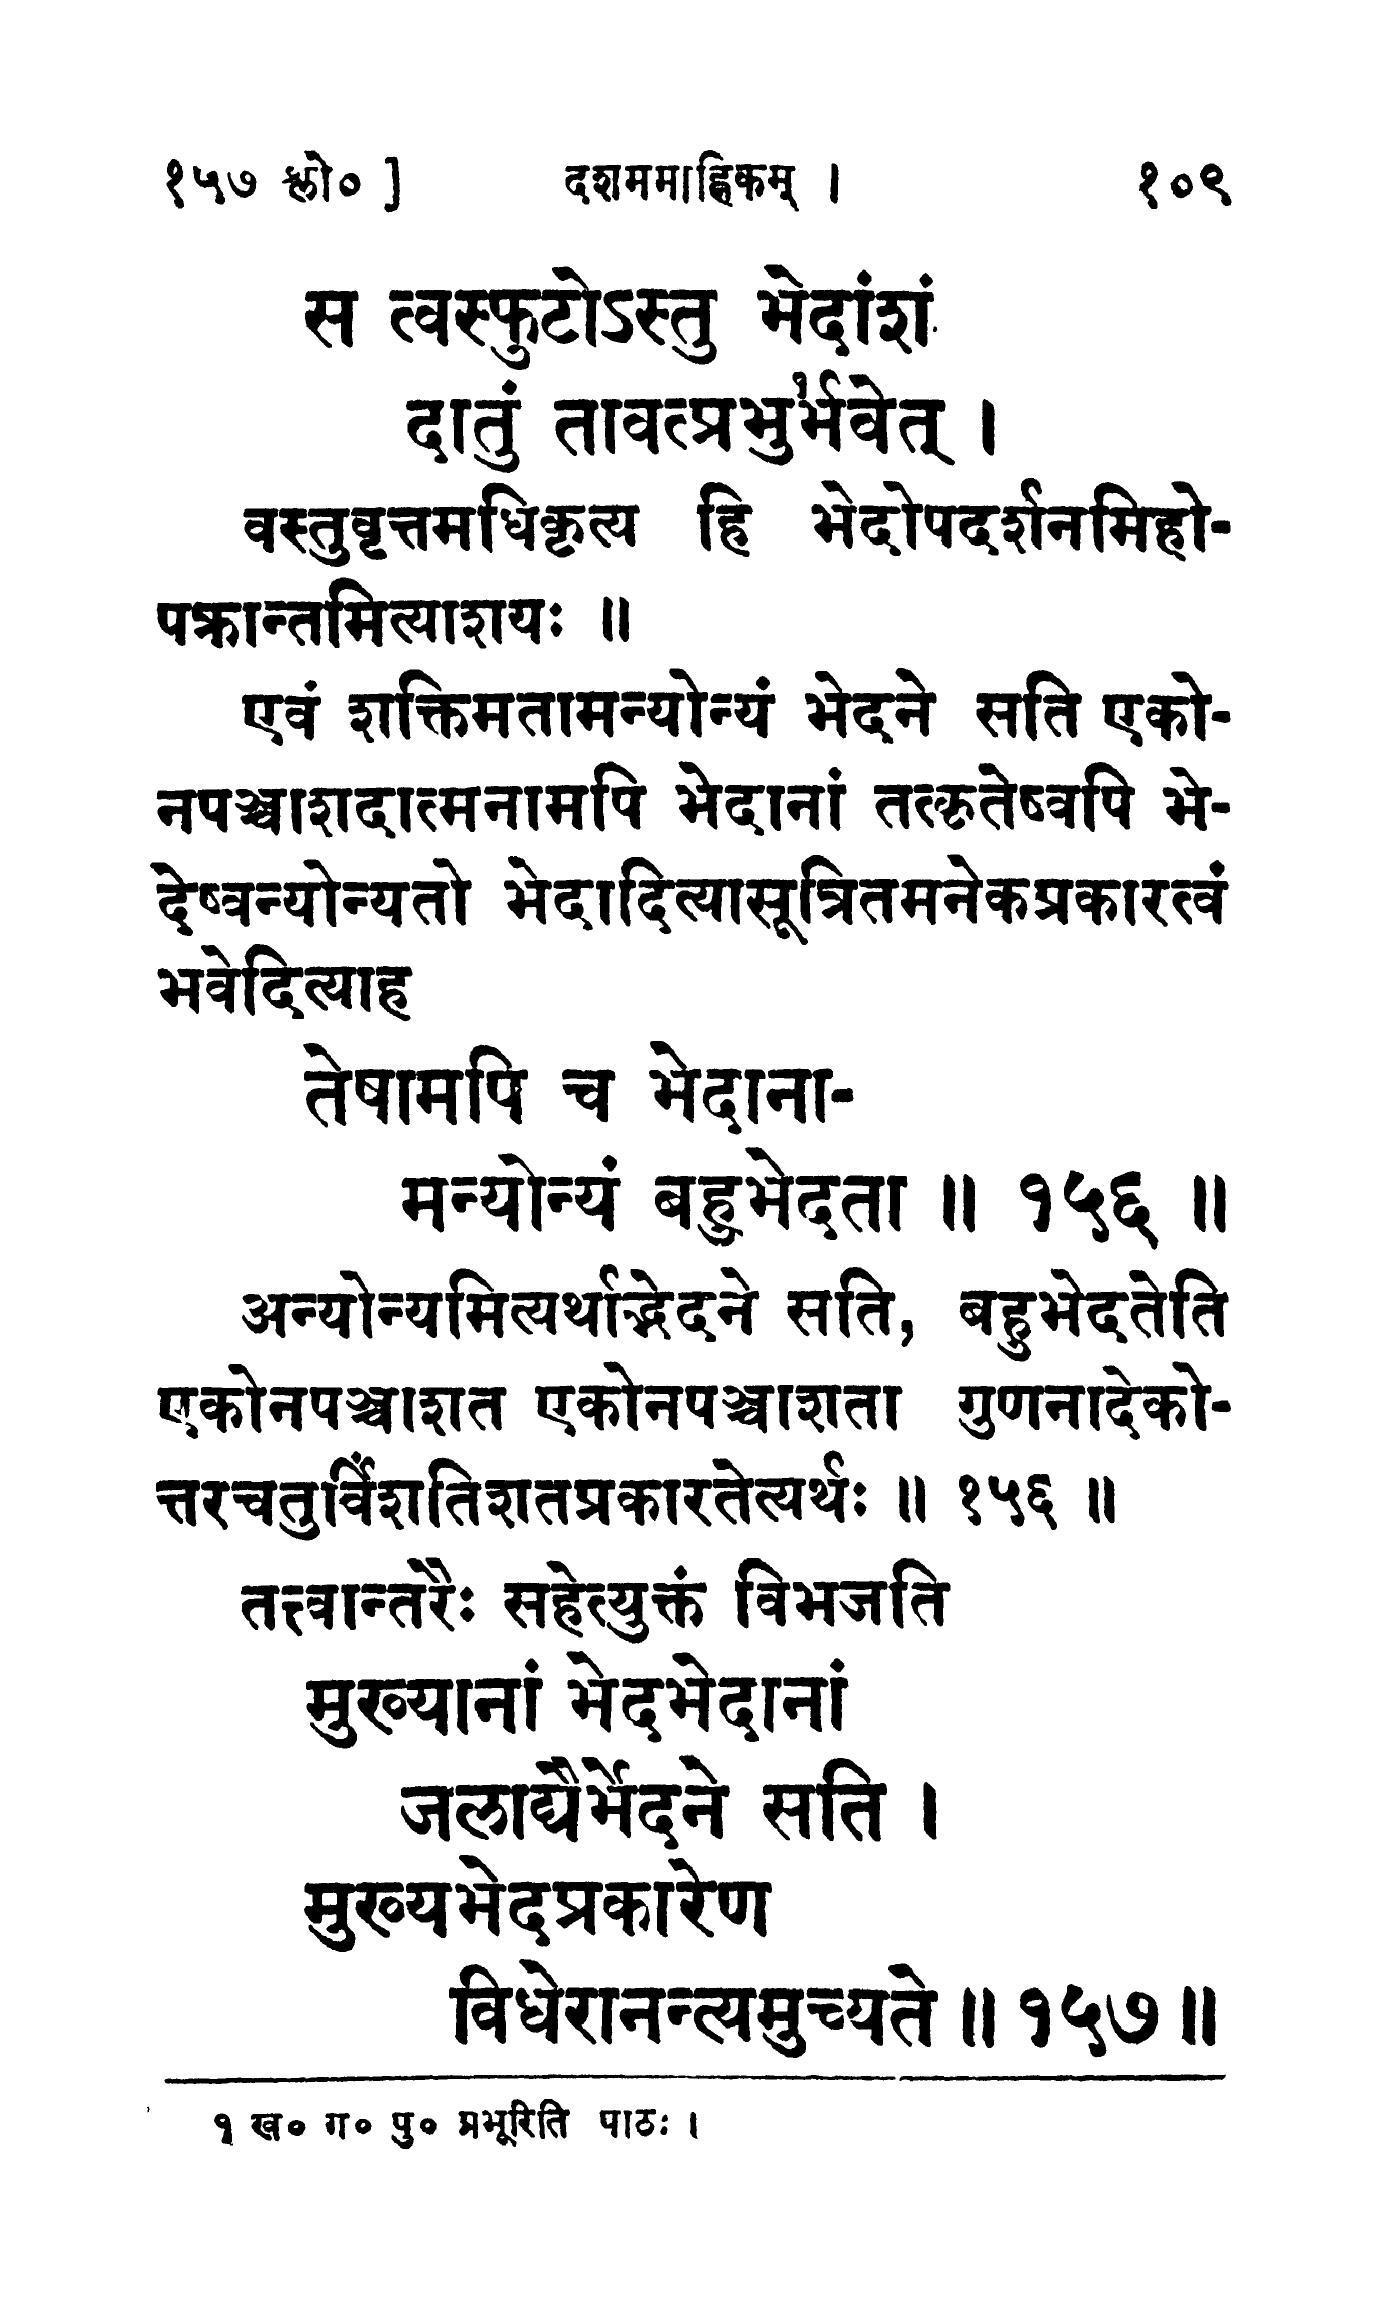 १५७ श्लो० ] दशममाह्निकम् । १०९
स त्वस्फुटोऽस्तु भेदांशं
दातुं तावत्प्रभु१र्भवेत् ।
वस्तुवृत्तमधिकृत्य हि भेदोपदर्शनमिहो-
पक्रान्तमित्याशयः ॥
एवं शक्तिमतामन्योन्यं भेदने सति एको-
नपञ्चाशदात्मनामपि भेदानां तत्कृतेष्वपि भे-
देष्वन्योन्यतो भेदादित्यासूत्रितमनेकप्रकारत्वं
भवेदित्याह
तेषामपि च भेदाना-
मन्योन्यं बहुभेदता ॥ १५६ ॥
अन्योन्यमित्यर्थाद्भेदने सति, बहुभेदतेति
एकोनपञ्चाशत एकोनपञ्चाशता गुणनादेको-
त्तरचतुर्विंशतिशतप्रकारतेत्यर्थः ॥ १५६ ॥
तत्त्वान्तरैः सहेत्युक्तं विभजति
मुख्यानां भेदभेदानां
जलाद्यैर्भेदने सति ।
मुख्यभेदप्रकारेण
विधेरानन्त्यमुच्यते ॥ १५७ ॥
१ ख० ग० पु० प्रभूरिति पाठः ।